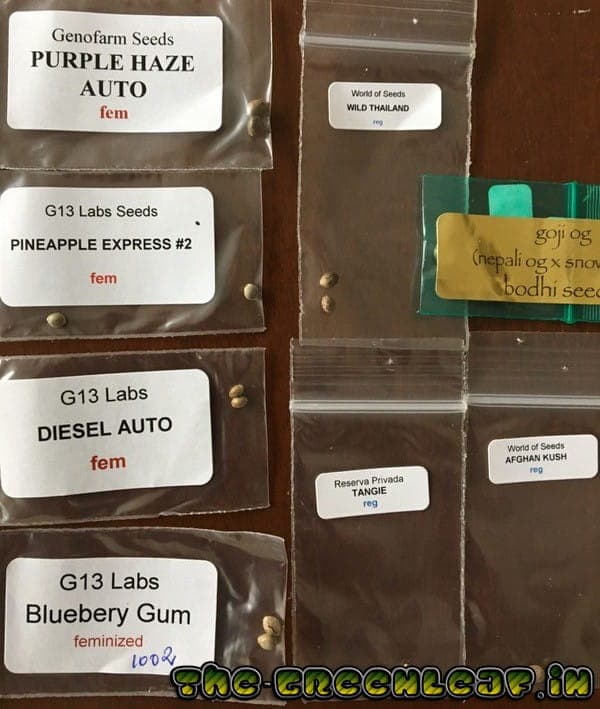 Genofarm Seeds
PURPLE HAZE
AUTO
fem
G13 Labs Seeds
PINEAPPLE EXPRESS #2
fem
G13 Labs
DIESEL AUTO
fem
G13 Labs
Bluebery Gum
feminized
1002
World of Seeds
WILD THAILAND
reg
goji og
(nepali og x snow
bodhi seed
Reserva Privada
TANGIE
reg
World of Seeds
AFGHAN KUSH
reg
THC-GREENLEAF.IN